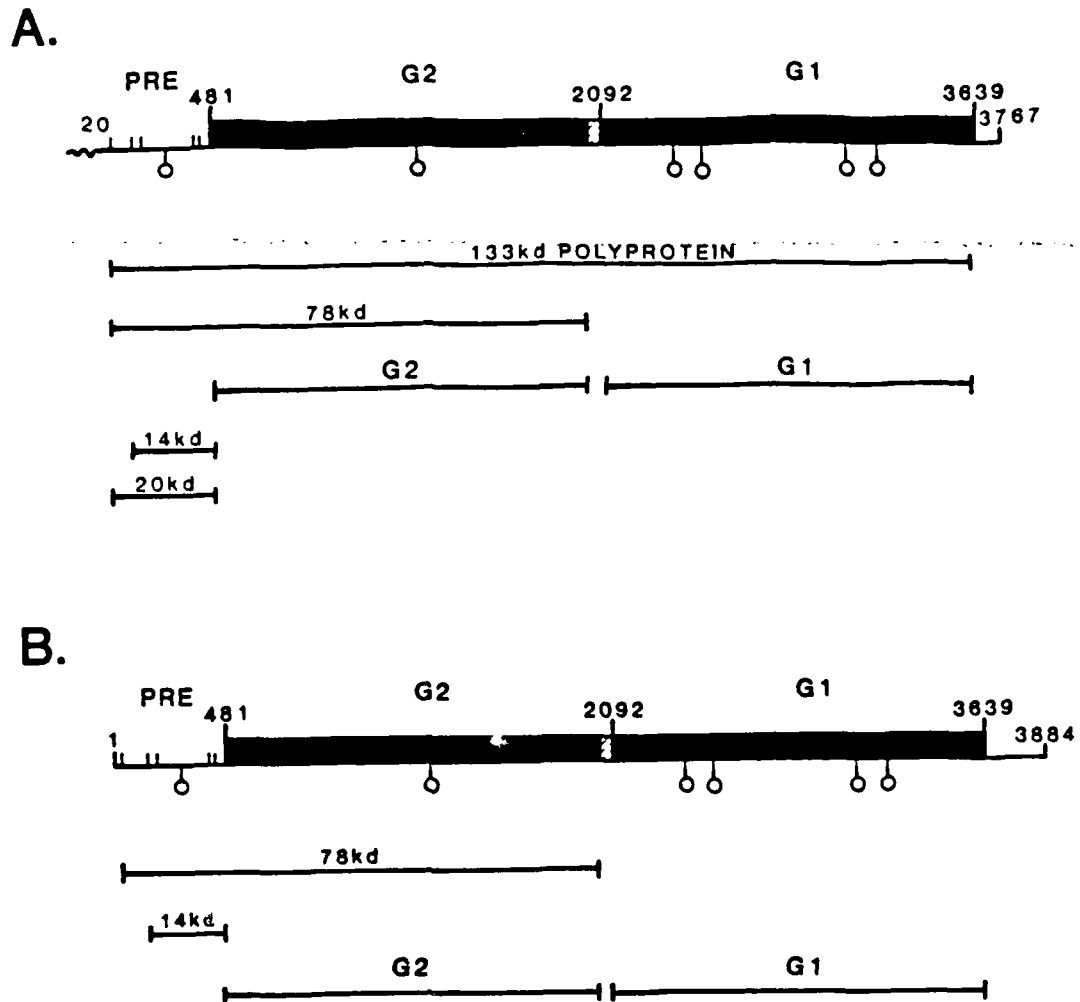 A.
PRE G2 G1
20 481 2092 3639 3767
133kd POLYPROTEIN
78kd
G2 G1
14kd
20kd
B.
PRE G2 G1
1 481 2092 3639 3884
78kd
14kd
G2 G1